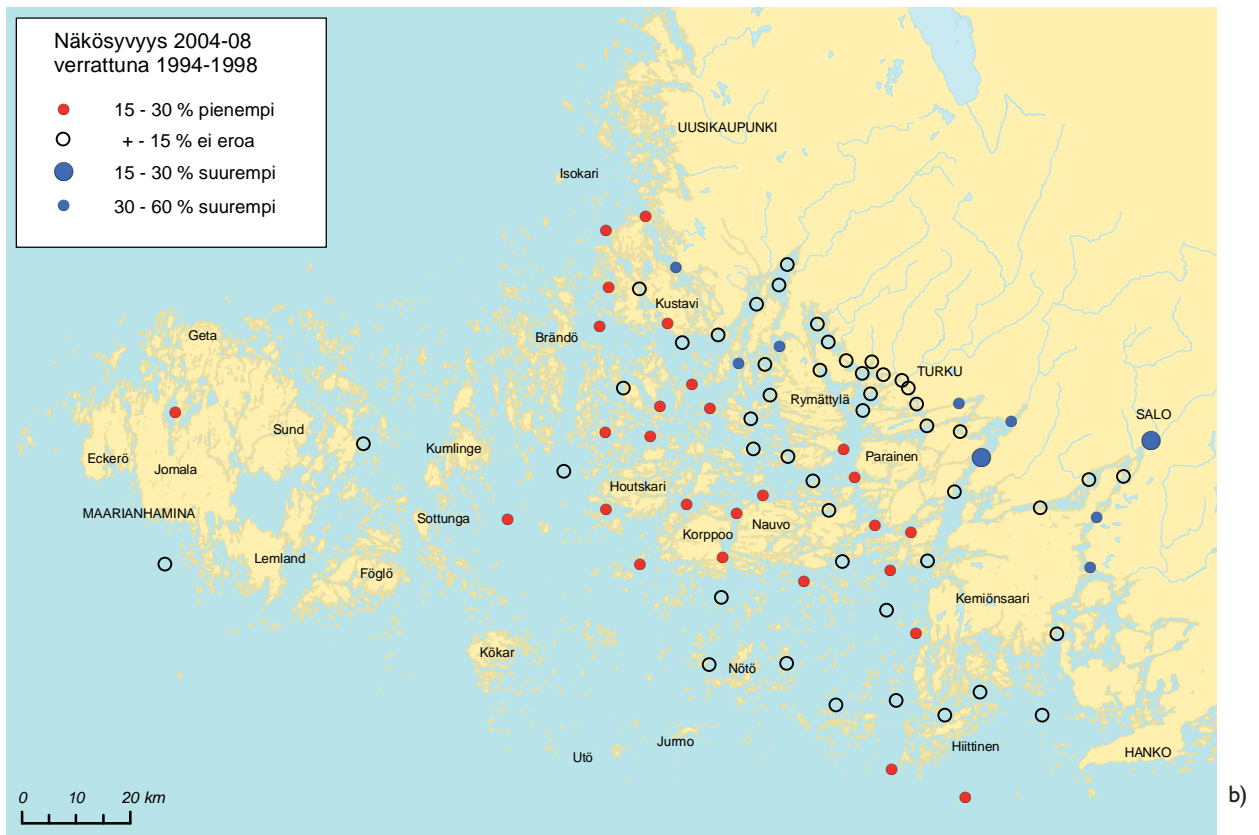 Näkösyvyys 2004-08
verrattuna 1994-1998
15 - 30 % pienempi
+ - 15 % ei eroa
15 - 30 % suurempi
30 - 60 % suurempi
UUSIKAUPUNKI
Isokari
Kustavi
Geta
Brändö
TURKU
Rymättylä
SALO
Sund
Kumlinge
Eckerö
Jomala
Parainen
Houtskari
MAARIANHAMINA
Sottunga
Nauvo
Korppoo
Lemland
Föglö
Kemiönsaari
Kökar
Nötö
Jurmo
Hiittinen
Utö
HANKO
0 10 20 km
b)